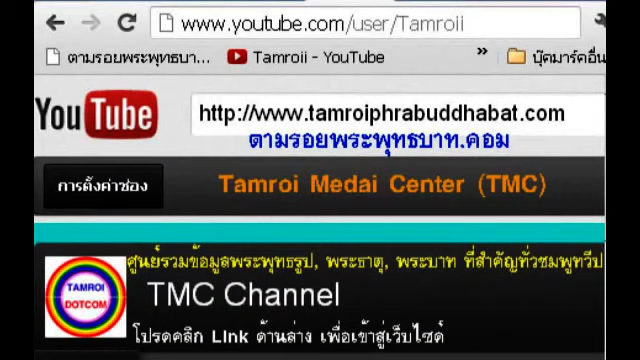 www.youtube.com/user/Tamroii
ตามรอยพระพุทธบา... Tamroii - YouTube » บุ๊คมาร์คอื่น
YouTube http://www.tamroiphrabuddhabat.com
ตามรอยพระพุทธบาท.คอม
การตั้งค่าช่อง Tamroi Medai Center (TMC)
ศูนย์รวมข้อมูลพระพุทธรูป, พระธาตุ, พระบาท ที่สำคัญทั่วชมพูทวีป
TAMROI
DOTCOM
TMC Channel
โปรดคลิก Link ด้านล่าง เพื่อเข้าสู่เว็บไซต์